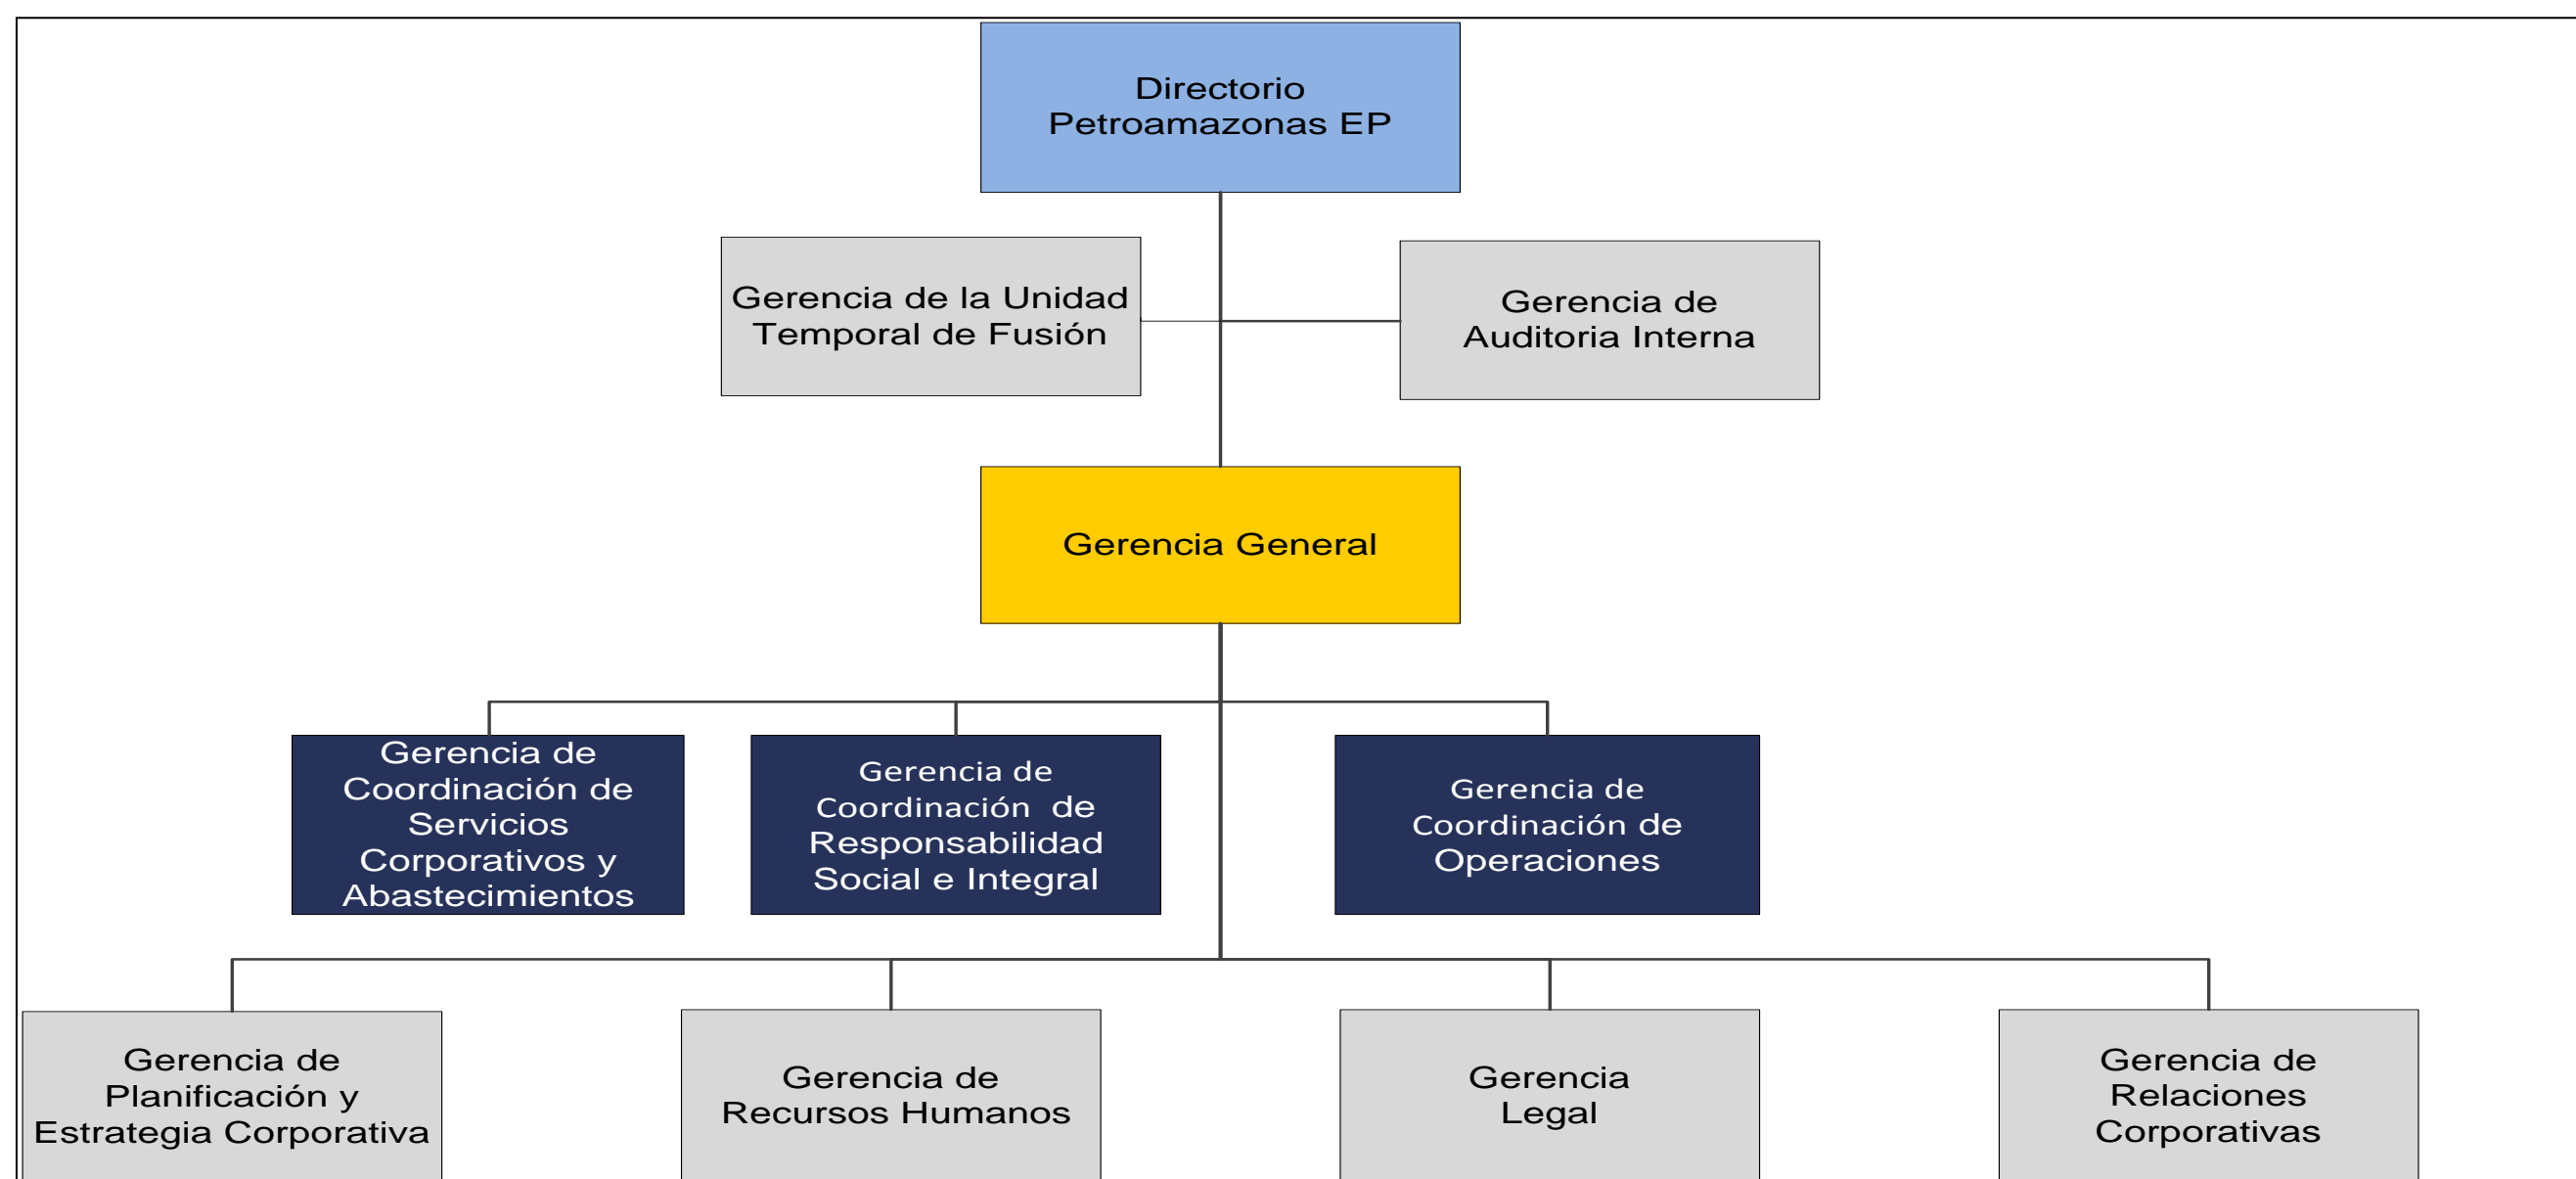 Directorio
Petroamazonas EP
Gerencia de la Unidad
Temporal de Fusión
Gerencia de
Auditoria Interna
Gerencia General
Gerencia de
Coordinación de
Servicios
Corporativos y
Abastecimientos
Gerencia de
Coordinación de
Responsabilidad
Social e Integral
Gerencia de
Coordinación de
Operaciones
Gerencia de
Planificación y
Estrategia Corporativa
Gerencia de
Recursos Humanos
Gerencia
Legal
Gerencia de
Relaciones
Corporativas